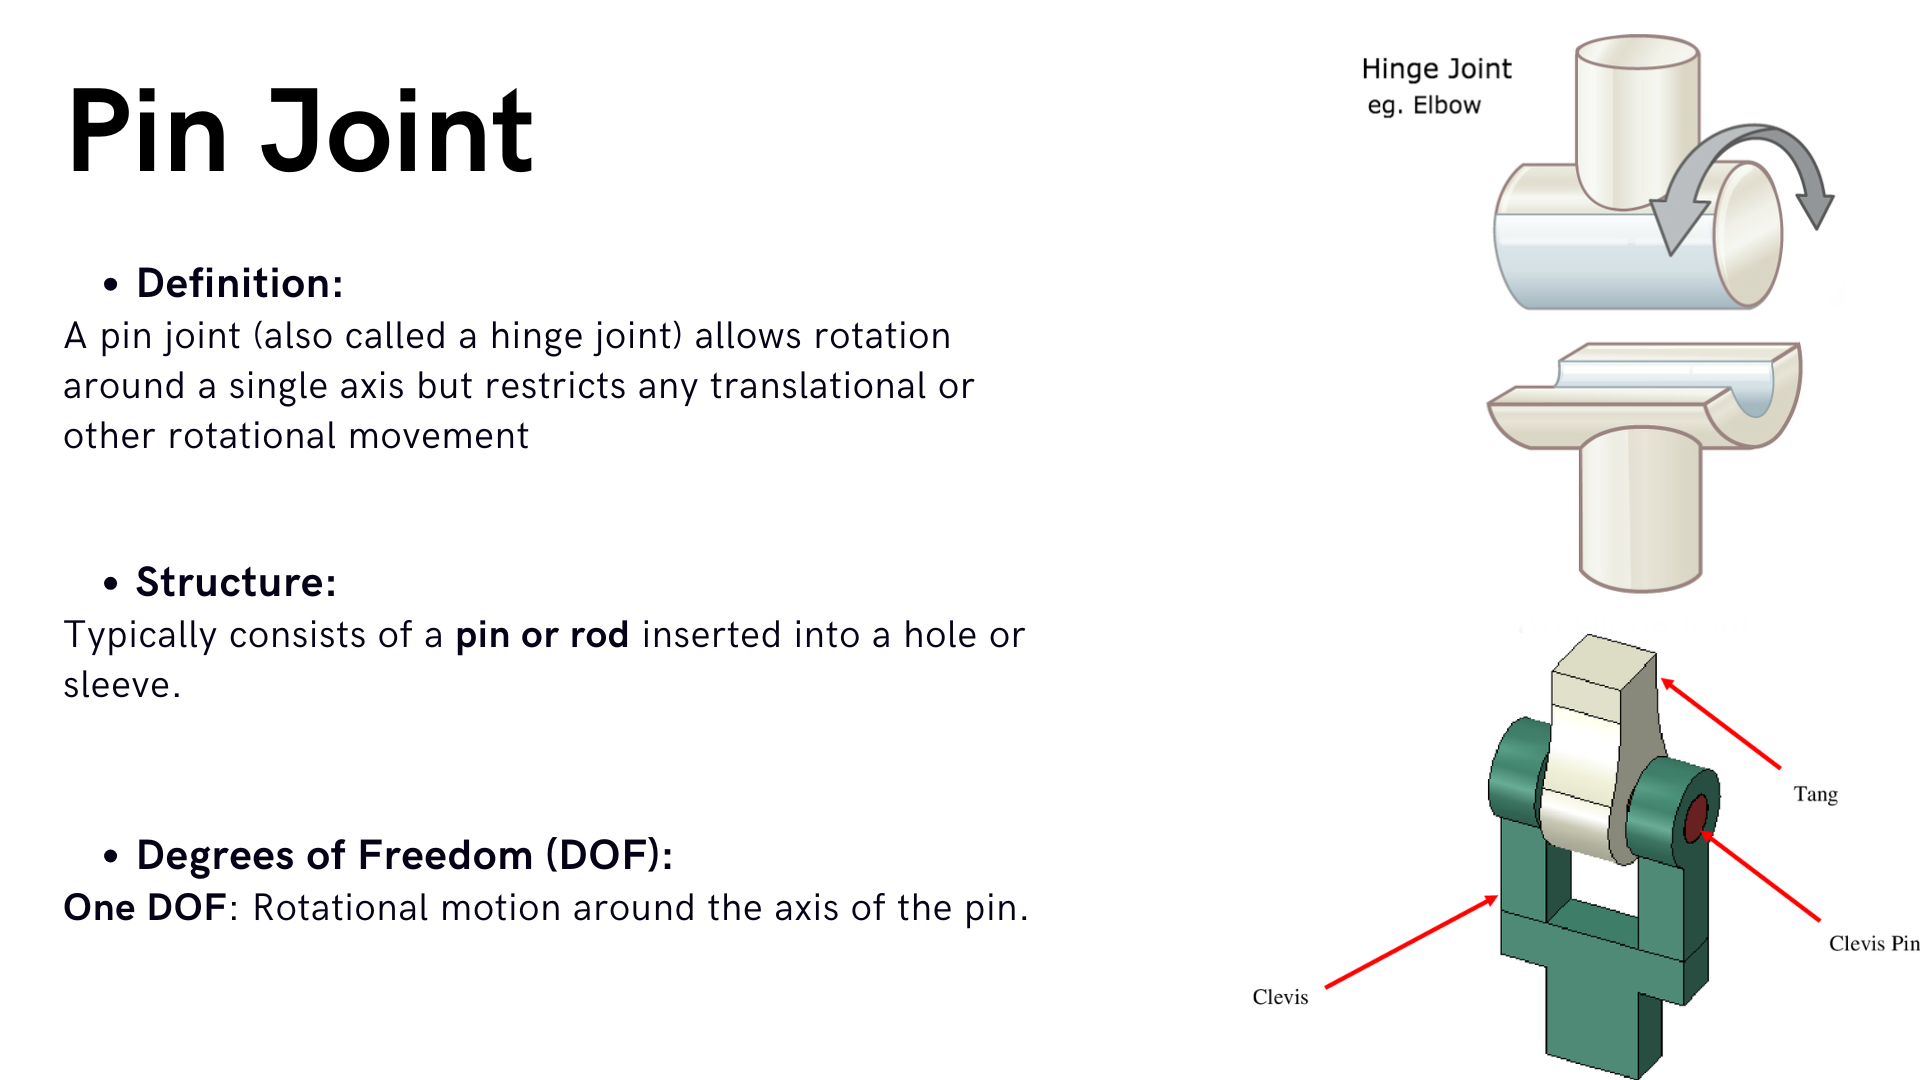 Pin Joint
• Definition:
A pin joint (also called a hinge joint) allows rotation
around a single axis but restricts any translational or
other rotational movement
• Structure:
Typically consists of a pin or rod inserted into a hole or
sleeve.
• Degrees of Freedom (DOF):
One DOF: Rotational motion around the axis of the pin.
Hinge Joint
eg. Elbow
Tang
Clevis Pin
Clevis